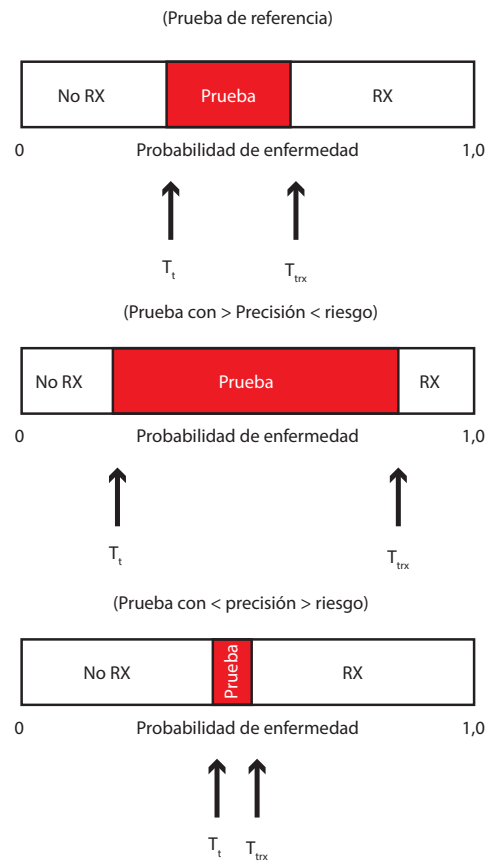 (Prueba de referencia)
No RX Prueba RX
0 Probabilidad de enfermedad 1,0
Tt Ttrx
(Prueba con > Precisión < riesgo)
No RX Prueba RX
0 Probabilidad de enfermedad 1,0
Tt Ttrx
(Prueba con < precisión > riesgo)
No RX Prueba RX
0 Probabilidad de enfermedad 1,0
Tt Ttrx